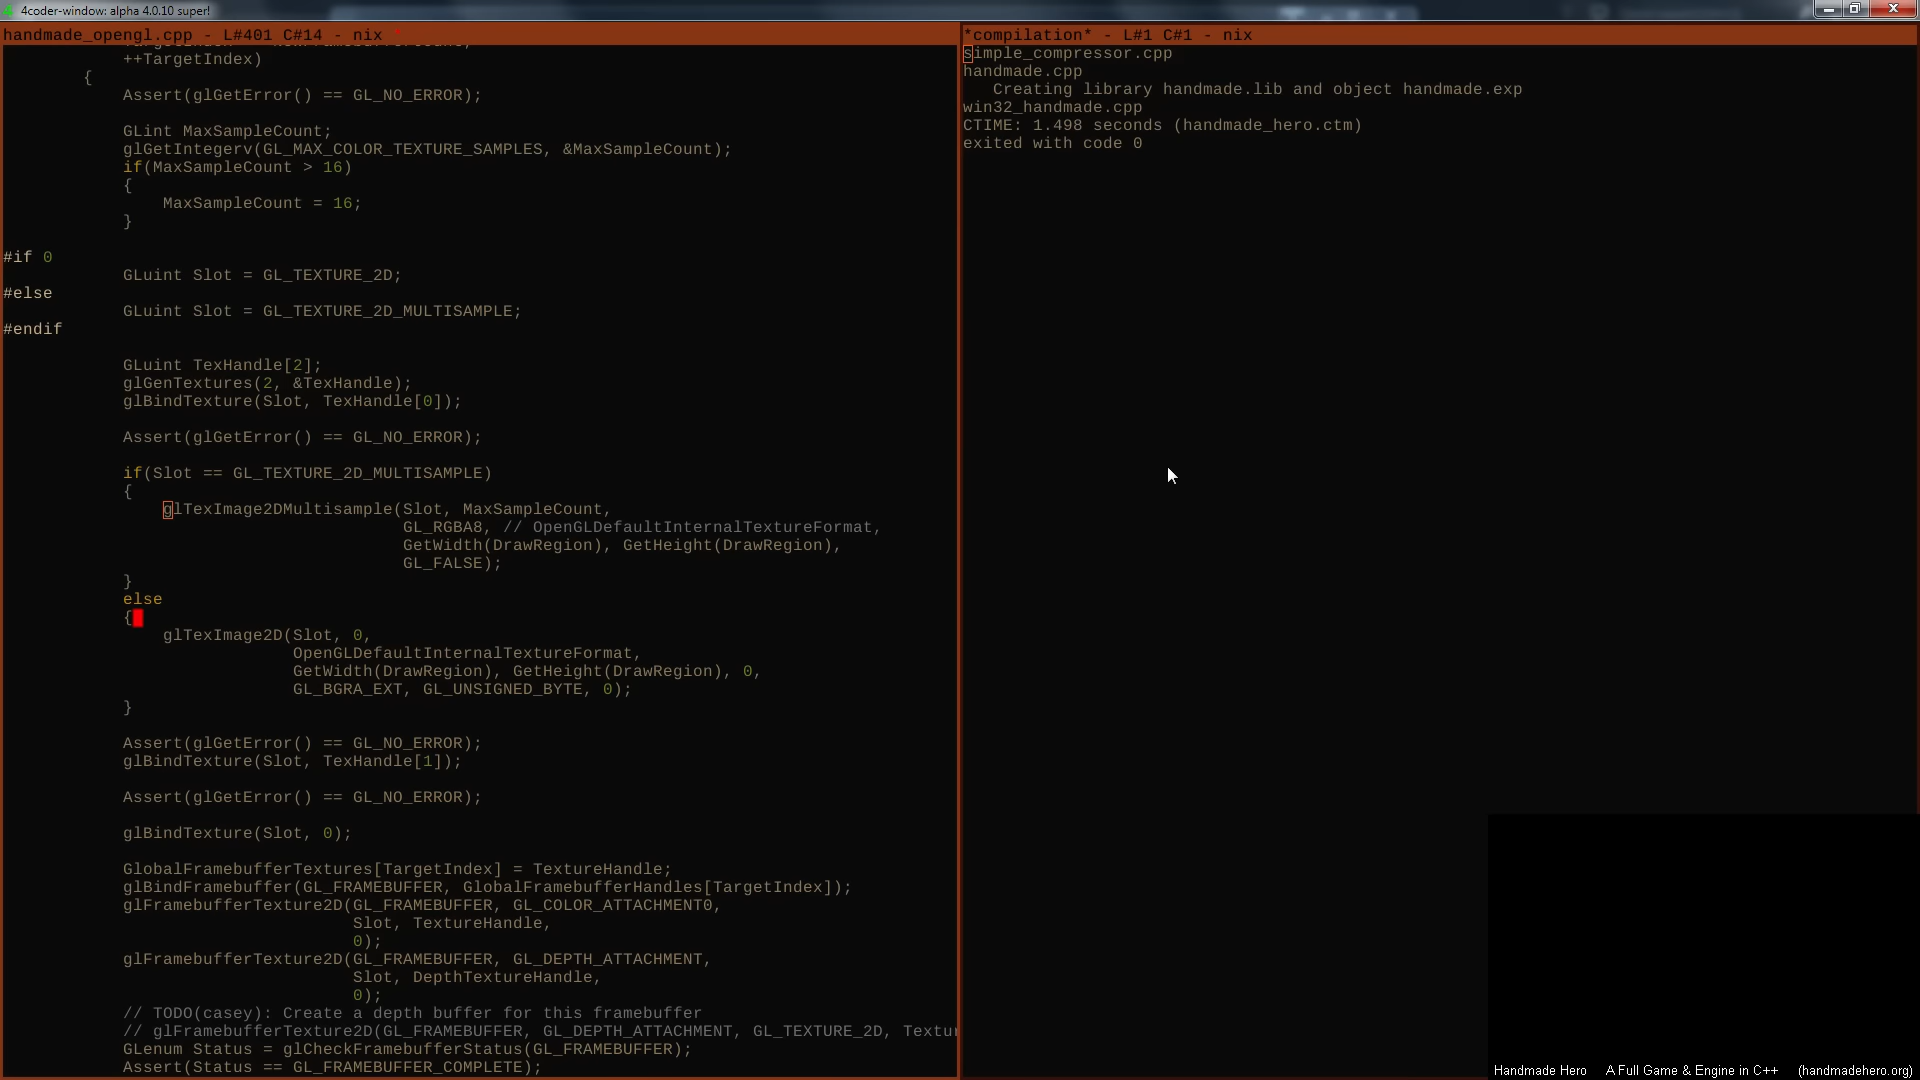 4coder-window: alpha 4.0.10 super!
handmade_opengl.cpp - L#401 C#14 - nix *
++TargetIndex)
{
Assert(glGetError() == GL_NO_ERROR);
GLint MaxSampleCount;
glGetIntegerv(GL_MAX_COLOR_TEXTURE_SAMPLES, &MaxSampleCount);
if(MaxSampleCount > 16)
{
MaxSampleCount = 16;
}
#if 0
GLuint Slot = GL_TEXTURE_2D;
#else
GLuint Slot = GL_TEXTURE_2D_MULTISAMPLE;
#endif
GLuint TexHandle[2];
glGenTextures(2, &TexHandle);
glBindTexture(Slot, TexHandle[0]);
Assert(glGetError() == GL_NO_ERROR);
if(Slot == GL_TEXTURE_2D_MULTISAMPLE)
{
glTexImage2DMultisample(Slot, MaxSampleCount,
GL_RGBA8, // OpenGLDefaultInternalTextureFormat,
GetWidth(DrawRegion), GetHeight(DrawRegion),
GL_FALSE);
}
else
{
glTexImage2D(Slot, 0,
OpenGLDefaultInternalTextureFormat,
GetWidth(DrawRegion), GetHeight(DrawRegion), 0,
GL_BGRA_EXT, GL_UNSIGNED_BYTE, 0);
}
Assert(glGetError() == GL_NO_ERROR);
glBindTexture(Slot, TexHandle[1]);
Assert(glGetError() == GL_NO_ERROR);
glBindTexture(Slot, 0);
GlobalFramebufferTextures[TargetIndex] = TextureHandle;
glBindFramebuffer(GL_FRAMEBUFFER, GlobalFramebufferHandles[TargetIndex]);
glFramebufferTexture2D(GL_FRAMEBUFFER, GL_COLOR_ATTACHMENT0,
Slot, TextureHandle,
0);
glFramebufferTexture2D(GL_FRAMEBUFFER, GL_DEPTH_ATTACHMENT,
Slot, DepthTextureHandle,
0);
// TODO(casey): Create a depth buffer for this framebuffer
// glFramebufferTexture2D(GL_FRAMEBUFFER, GL_DEPTH_ATTACHMENT, GL_TEXTURE_2D, Textur
GLenum Status = glCheckFramebufferStatus(GL_FRAMEBUFFER);
Assert(Status == GL_FRAMEBUFFER_COMPLETE);
*compilation* - L#1 C#1 - nix
simple_compressor.cpp
handmade.cpp
Creating library handmade.lib and object handmade.exp
win32_handmade.cpp
CTIME: 1.498 seconds (handmade_hero.ctm)
exited with code 0
Handmade Hero A Full Game & Engine in C++ (handmadehero.org)